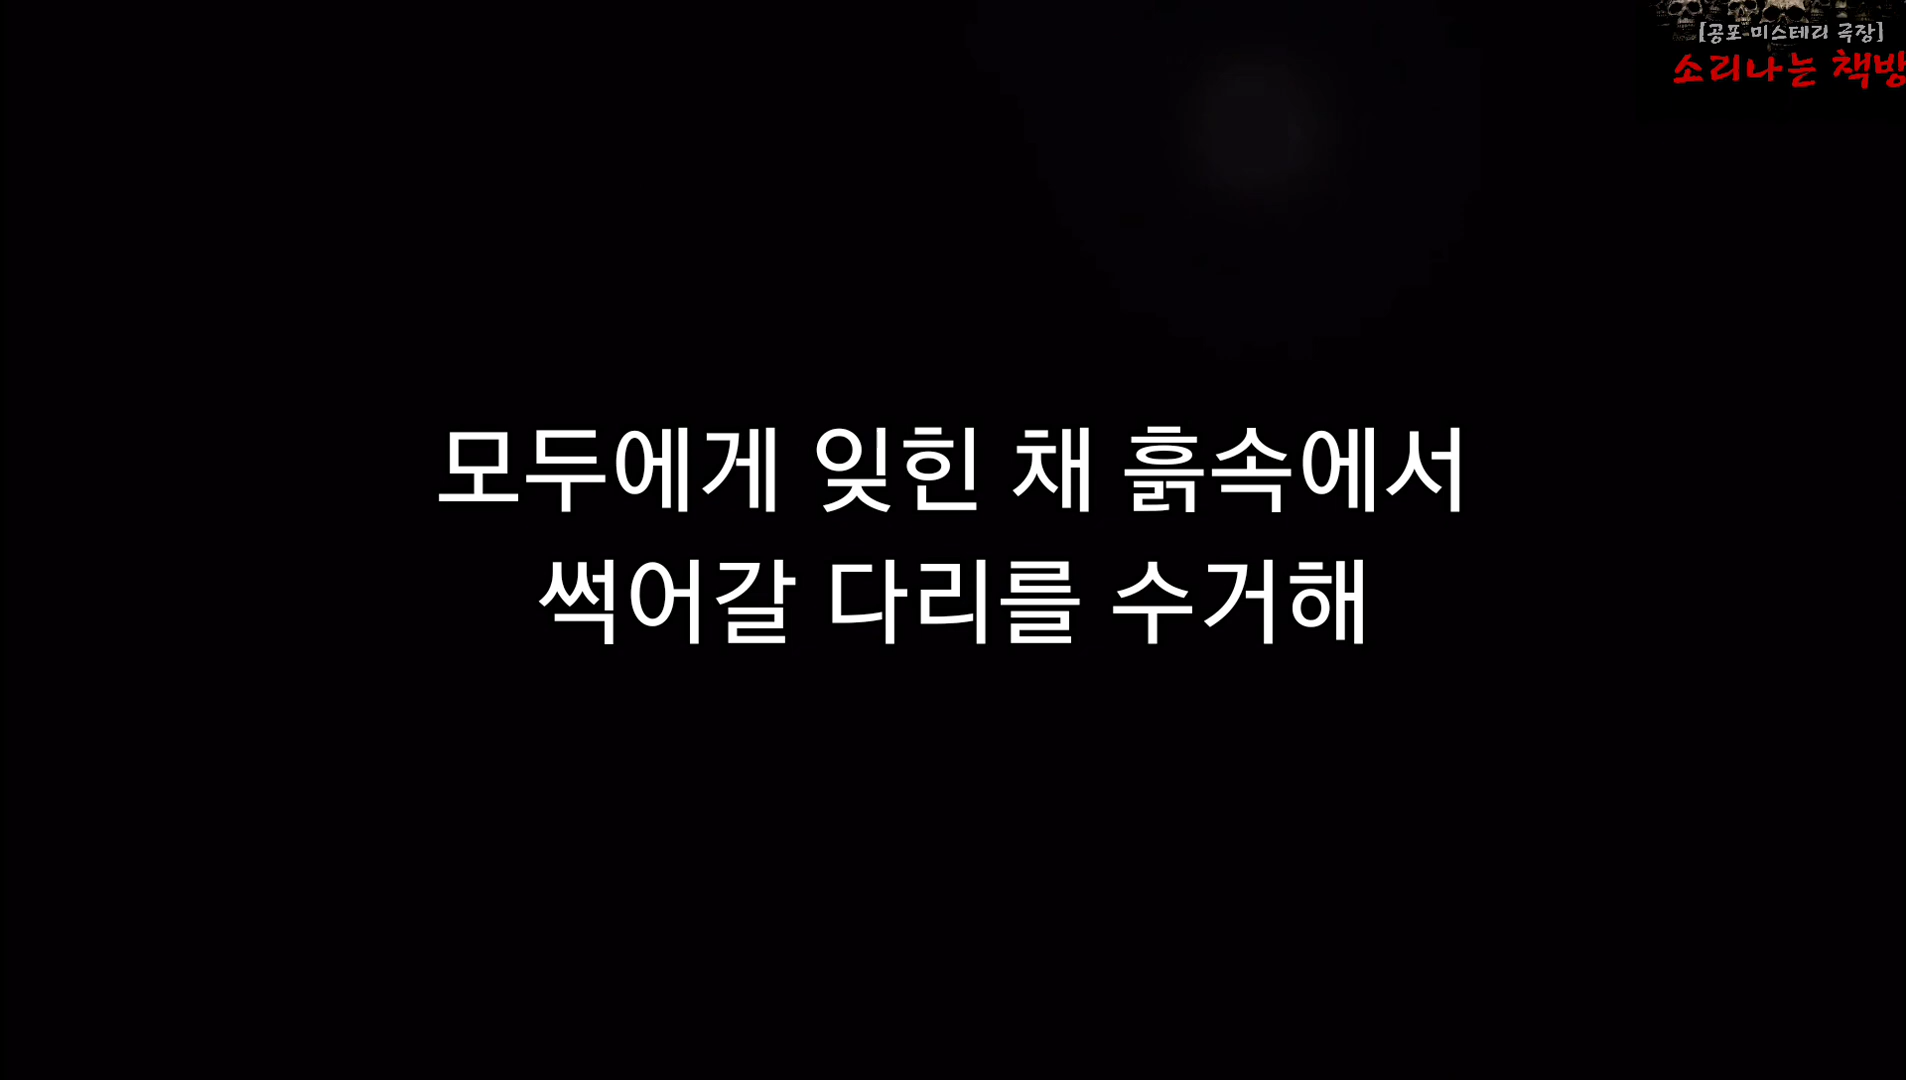 [공포 미스테리 극장]
소리나는 책방
모두에게 잊힌 채 흙속에서
썩어갈 다리를 수거해